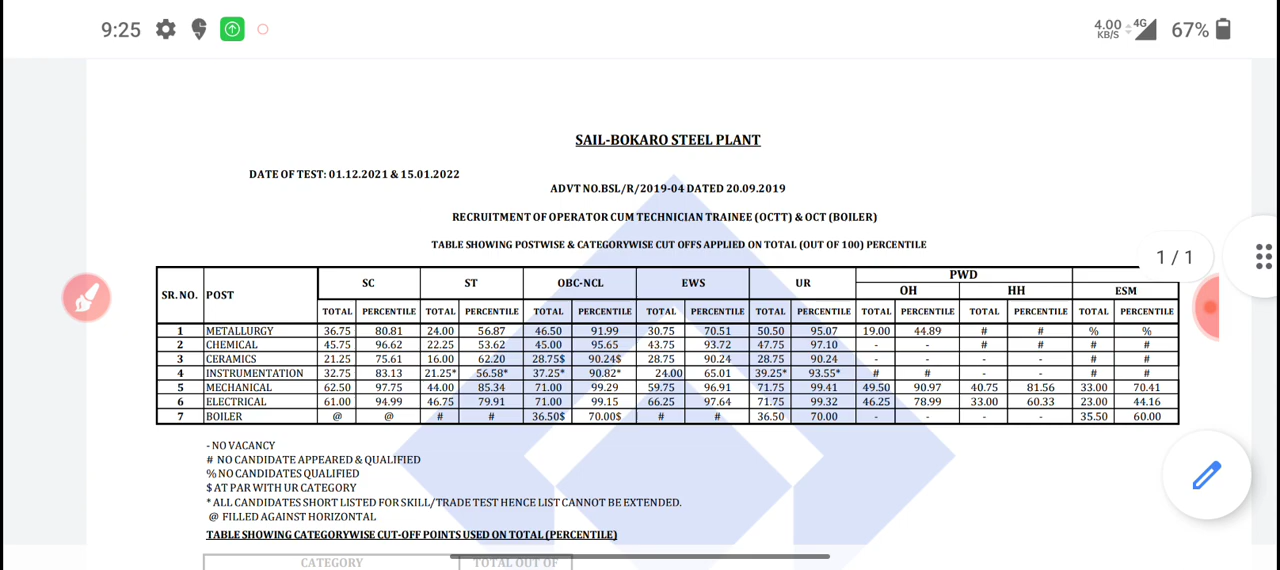 9:25 4.00 KB/S 4G 67%
SAIL-BOKARO STEEL PLANT
DATE OF TEST: 01.12.2021 & 15.01.2022
ADVT NO.BSL/R/2019-04 DATED 20.09.2019
RECRUITMENT OF OPERATOR CUM TECHNICIAN TRAINEE (OCTT) & OCT (BOILER)
TABLE SHOWING POSTWISE & CATEGORYWISE CUT OFFS APPLIED ON TOTAL (OUT OF 100) PERCENTILE
1 / 1
SR. NO. POST SC ST OBC-NCL EWS UR PWD
OH HH ESM
TOTAL PERCENTILE TOTAL PERCENTILE TOTAL PERCENTILE TOTAL PERCENTILE TOTAL PERCENTILE TOTAL PERCENTILE TOTAL PERCENTILE TOTAL PERCENTILE
1 METALLURGY 36.75 80.81 24.00 56.87 46.50 91.99 30.75 70.51 50.50 95.07 19.00 44.89 # # % %
2 CHEMICAL 45.75 96.62 22.25 53.62 45.00 95.65 43.75 93.72 47.75 97.10 - - # # # #
3 CERAMICS 21.25 75.61 16.00 62.20 28.75$ 90.24$ 28.75 90.24 28.75 90.24 - - - - # #
4 INSTRUMENTATION 32.75 83.13 21.25* 56.58* 37.25* 90.82* 24.00 65.01 39.25* 93.55* # # - - # #
5 MECHANICAL 62.50 97.75 44.00 85.34 71.00 99.29 59.75 96.91 71.75 99.41 49.50 90.97 40.75 81.56 33.00 70.41
6 ELECTRICAL 61.00 94.99 46.75 79.91 71.00 99.15 66.25 97.64 71.75 99.32 46.25 78.99 33.00 60.33 23.00 44.16
7 BOILER @ @ # # 36.50$ 70.00$ # # 36.50 70.00 - - - - 35.50 60.00
- NO VACANCY
# NO CANDIDATE APPEARED & QUALIFIED
% NO CANDIDATES QUALIFIED
$ AT PAR WITH UR CATEGORY
* ALL CANDIDATES SHORT LISTED FOR SKILL/TRADE TEST HENCE LIST CANNOT BE EXTENDED.
@ FILLED AGAINST HORIZONTAL
TABLE SHOWING CATEGORYWISE CUT-OFF POINTS USED ON TOTAL (PERCENTILE)
CATEGORY TOTAL OUT OF